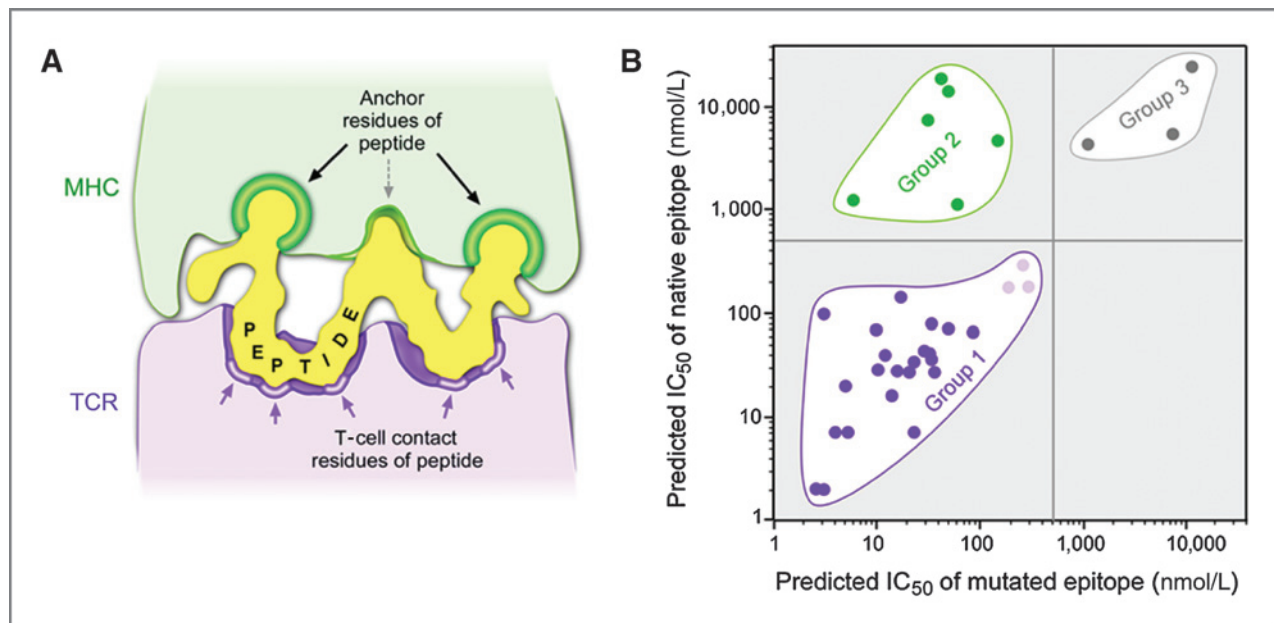 A
Anchor
residues of
peptide
MHC
PEPTIDE
TCR
T-cell contact
residues of peptide
B
Predicted IC50 of native epitope (nmol/L)
10,000
1,000
100
10
1
Group 2
Group 3
Group 1
1
10
100
1,000
10,000
Predicted IC50 of mutated epitope (nmol/L)